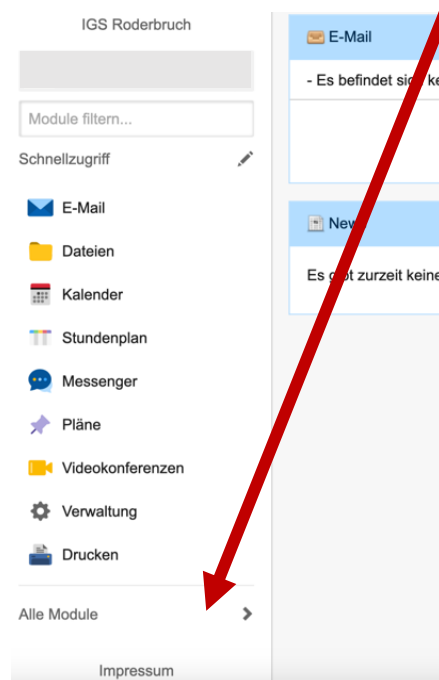 IGS Roderbruch
Module filtern...
Schnellzugriff
E-Mail
Dateien
Kalender
Stundenplan
Messenger
Pläne
Videokonferenzen
Verwaltung
Drucken
Alle Module
Impressum
E-Mail
- Es befindet sich
Es gibt zurzeit keine